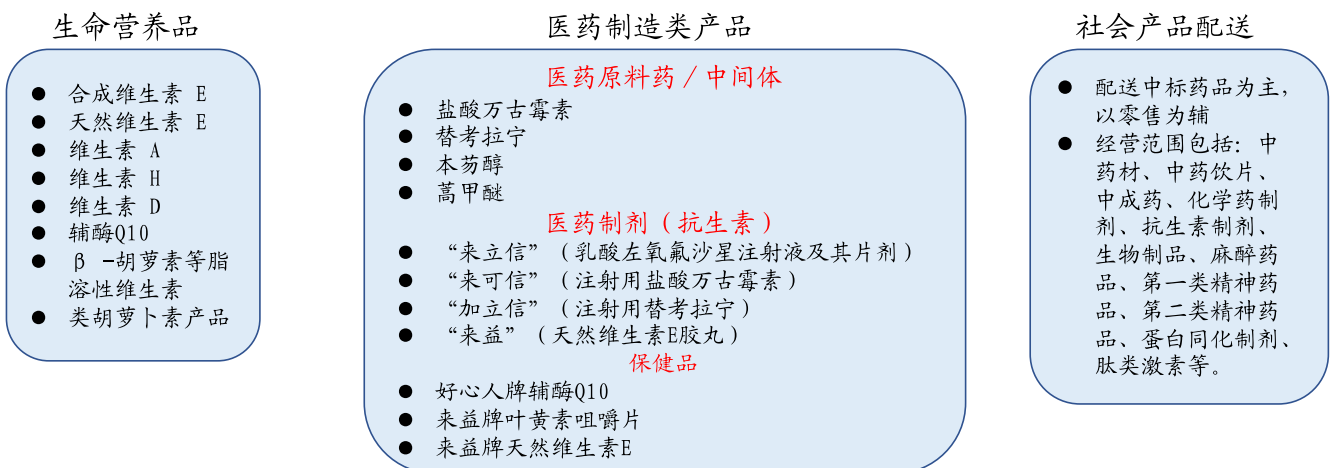 生命营养品
● 合成维生素 E
● 天然维生素 E
● 维生素 A
● 维生素 H
● 维生素 D
● 辅酶Q10
● β -胡萝素等脂
溶性维生素
● 类胡萝卜素产品
医药制造类产品
医药原料药/中间体
● 盐酸万古霉素
● 替考拉宁
● 本芴醇
● 蒿甲醚
医药制剂(抗生素)
● “来立信”(乳酸左氧氟沙星注射液及其片剂)
● “来可信”(注射用盐酸万古霉素)
● “加立信”(注射用替考拉宁)
● “来益”(天然维生素E胶丸)
保健品
● 好心人牌辅酶Q10
● 来益牌叶黄素咀嚼片
● 来益牌天然维生素E
社会产品配送
● 配送中标药品为主,
以零售为辅
● 经营范围包括: 中
药材、中药饮片、
中成药、化学药制
剂、抗生素制剂、
生物制品、麻醉药
品、第一类精神药
品、第二类精神药
品、蛋白同化制剂、
肽类激素等。